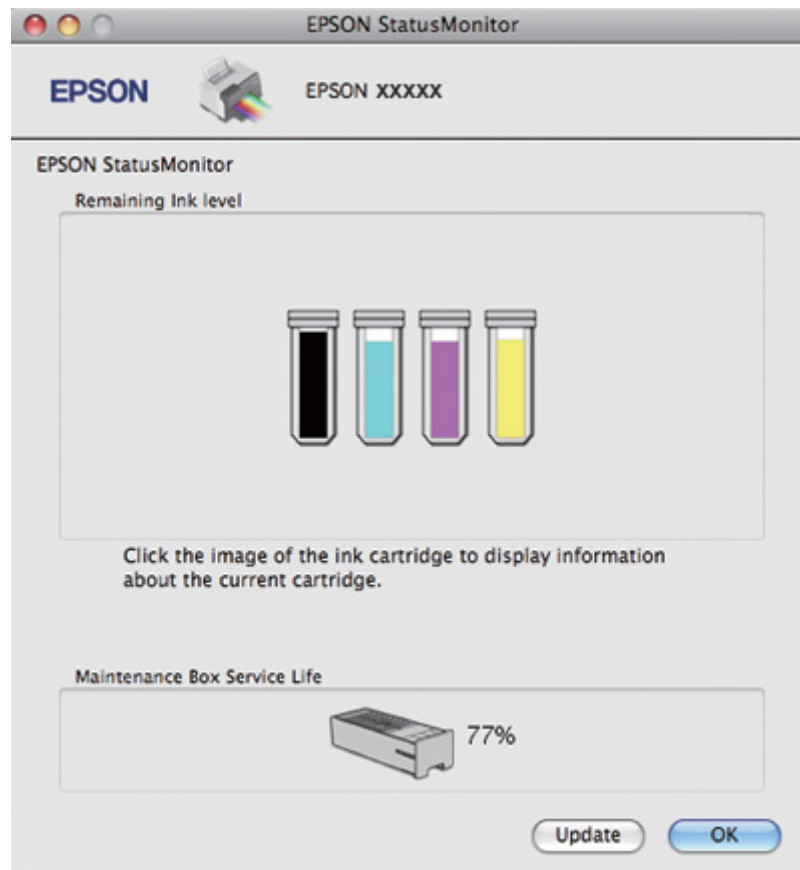 EPSON StatusMonitor
EPSON
EPSON XXXXX
EPSON StatusMonitor
Remaining Ink level
Click the image of the ink cartridge to display information
about the current cartridge.
Maintenance Box Service Life
77%
Update
OK